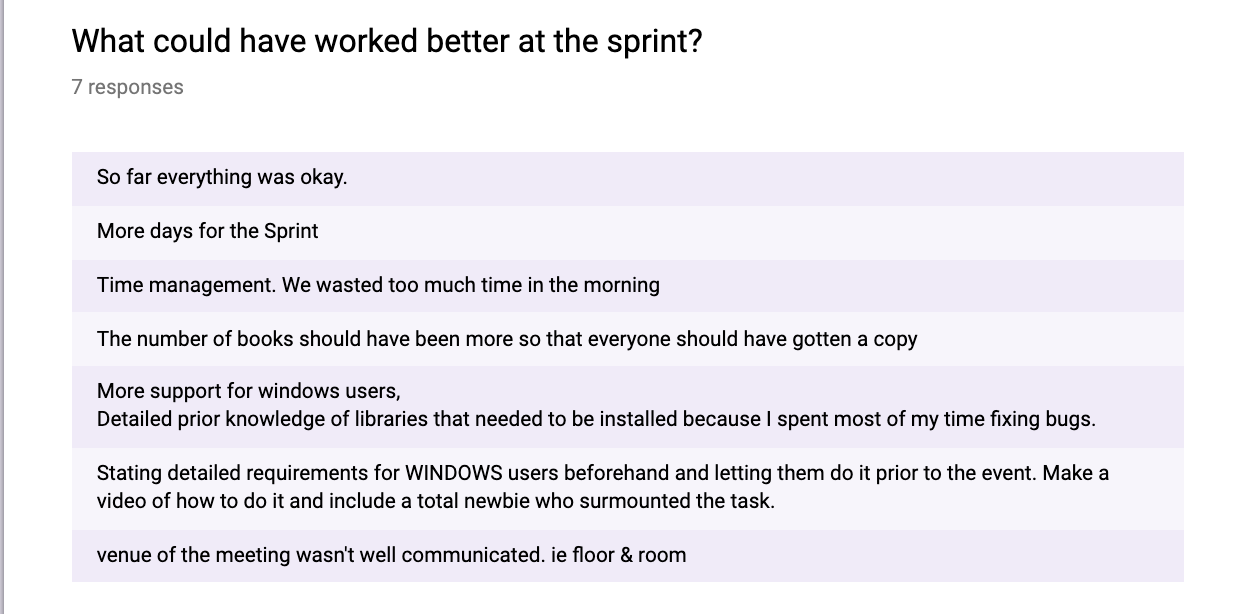 What could have worked better at the sprint?
7 responses
So far everything was okay.
More days for the Sprint
Time management. We wasted too much time in the morning
The number of books should have been more so that everyone should have gotten a copy
More support for windows users,
Detailed prior knowledge of libraries that needed to be installed because I spent most of my time fixing bugs.
Stating detailed requirements for WINDOWS users beforehand and letting them do it prior to the event. Make a
video of how to do it and include a total newbie who surmounted the task.
venue of the meeting wasn't well communicated. ie floor & room